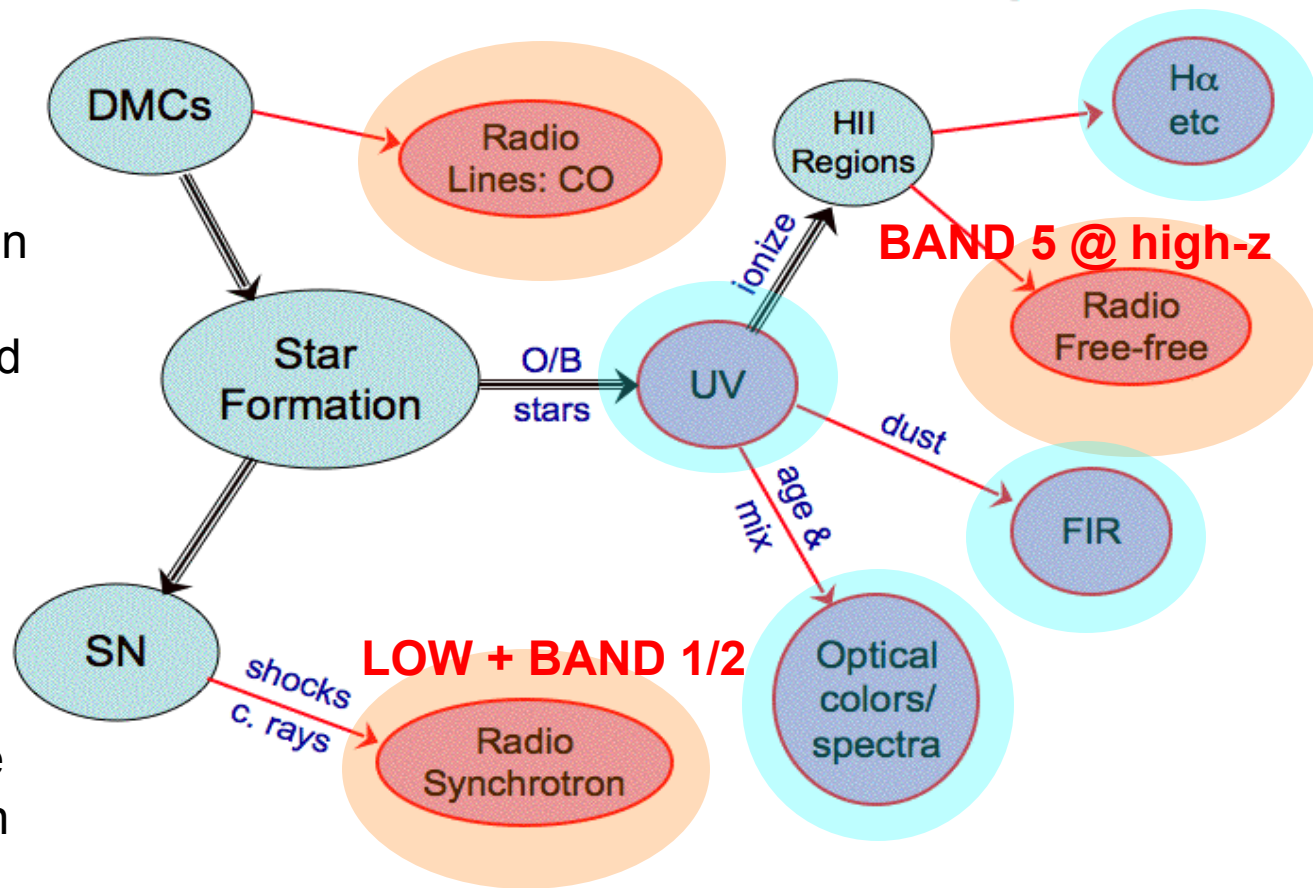 DMCs
Radio
Lines: CO
HII
Regions
Hα
etc
n
ionize
BAND 5 @ high-z
Radio
Free-free
d
Star
Formation
O/B
stars
UV
dust
age &
mix
FIR
SN
shocks
c. rays
LOW + BAND 1/2
Radio
Synchrotron
Optical
colors/
spectra
e
n